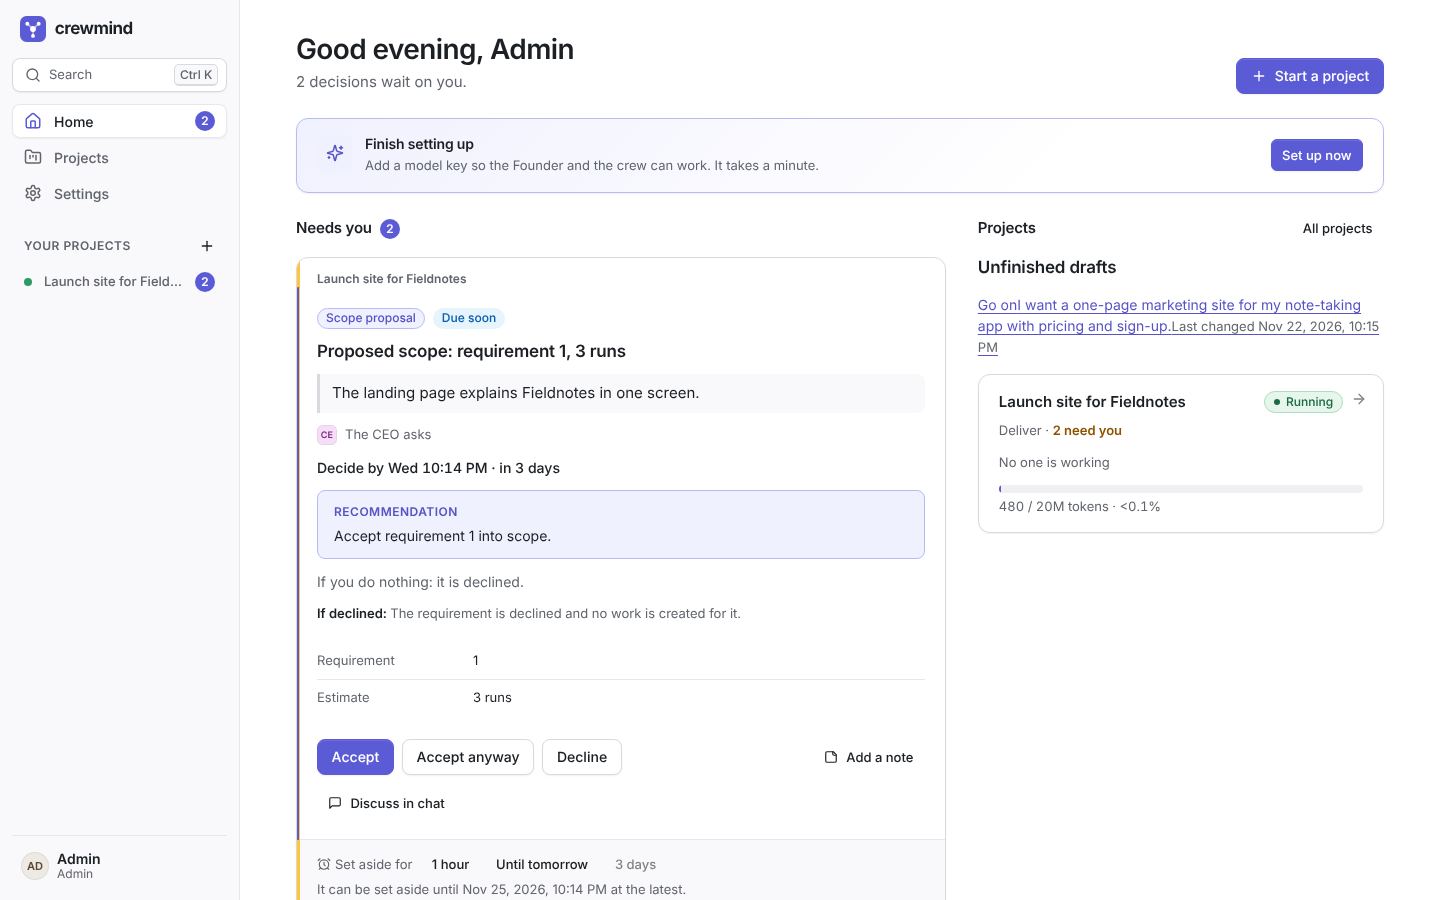 crewmind
Search
Ctrl K
Home
2
Projects
Settings
YOUR PROJECTS
Launch site for Field...
2
AD
Admin
Admin
Good evening, Admin
2 decisions wait on you.
Start a project
Finish setting up
Add a model key so the Founder and the crew can work. It takes a minute.
Set up now
Needs you 2
Launch site for Fieldnotes
Scope proposal
Due soon
Proposed scope: requirement 1, 3 runs
The landing page explains Fieldnotes in one screen.
CE The CEO asks
Decide by Wed 10:14 PM · in 3 days
RECOMMENDATION
Accept requirement 1 into scope.
If you do nothing: it is declined.
If declined: The requirement is declined and no work is created for it.
Requirement 1
Estimate 3 runs
Accept
Accept anyway
Decline
Add a note
Discuss in chat
Set aside for 1 hour Until tomorrow 3 days
It can be set aside until Nov 25, 2026, 10:14 PM at the latest.
Projects
All projects
Unfinished drafts
Go onI want a one-page marketing site for my note-taking
app with pricing and sign-up.Last changed Nov 22, 2026, 10:15
PM
Launch site for Fieldnotes
Running
Deliver · 2 need you
No one is working
480 / 20M tokens · <0.1%